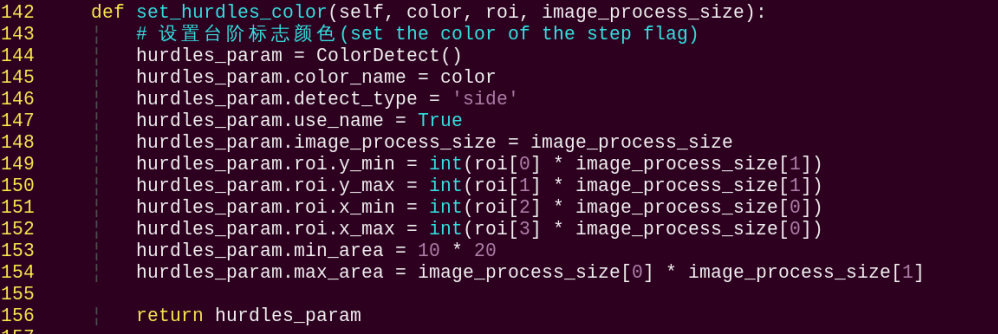 142     def set_hurdles_color(self, color, roi, image_process_size):
143         # 设置台阶标志颜色(set the color of the step flag)
144         hurdles_param = ColorDetect()
145         hurdles_param.color_name = color
146         hurdles_param.detect_type = 'side'
147         hurdles_param.use_name = True
148         hurdles_param.image_process_size = image_process_size
149         hurdles_param.roi.y_min = int(roi[0] * image_process_size[1])
150         hurdles_param.roi.y_max = int(roi[1] * image_process_size[1])
151         hurdles_param.roi.x_min = int(roi[2] * image_process_size[0])
152         hurdles_param.roi.x_max = int(roi[3] * image_process_size[0])
153         hurdles_param.min_area = 10 * 20
154         hurdles_param.max_area = image_process_size[0] * image_process_size[1]
155
156         return hurdles_param
157